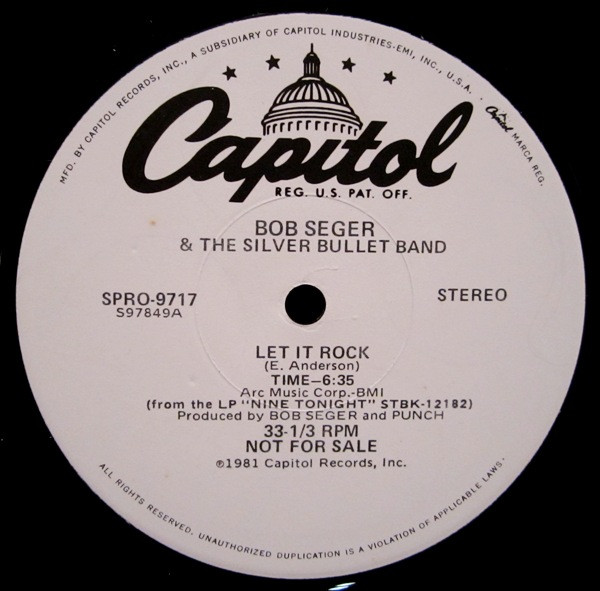 MFD. BY CAPITOL RECORDS, INC., A SUBSIDIARY OF CAPITOL INDUSTRIES-EMI, INC., U.S.A. · Capitol MARCA REG.
Capitol
REG. U.S. PAT. OFF.
BOB SEGER
& THE SILVER BULLET BAND
SPRO-9717
S97849A
STEREO
LET IT ROCK
(E. Anderson)
TIME—6:35
Arc Music Corp.-BMI
(from the LP "NINE TONIGHT" STBK-12182)
Produced by BOB SEGER and PUNCH
33-1/3 RPM
NOT FOR SALE
℗1981 Capitol Records, Inc.
ALL RIGHTS RESERVED. UNAUTHORIZED DUPLICATION IS A VIOLATION OF APPLICABLE LAWS.